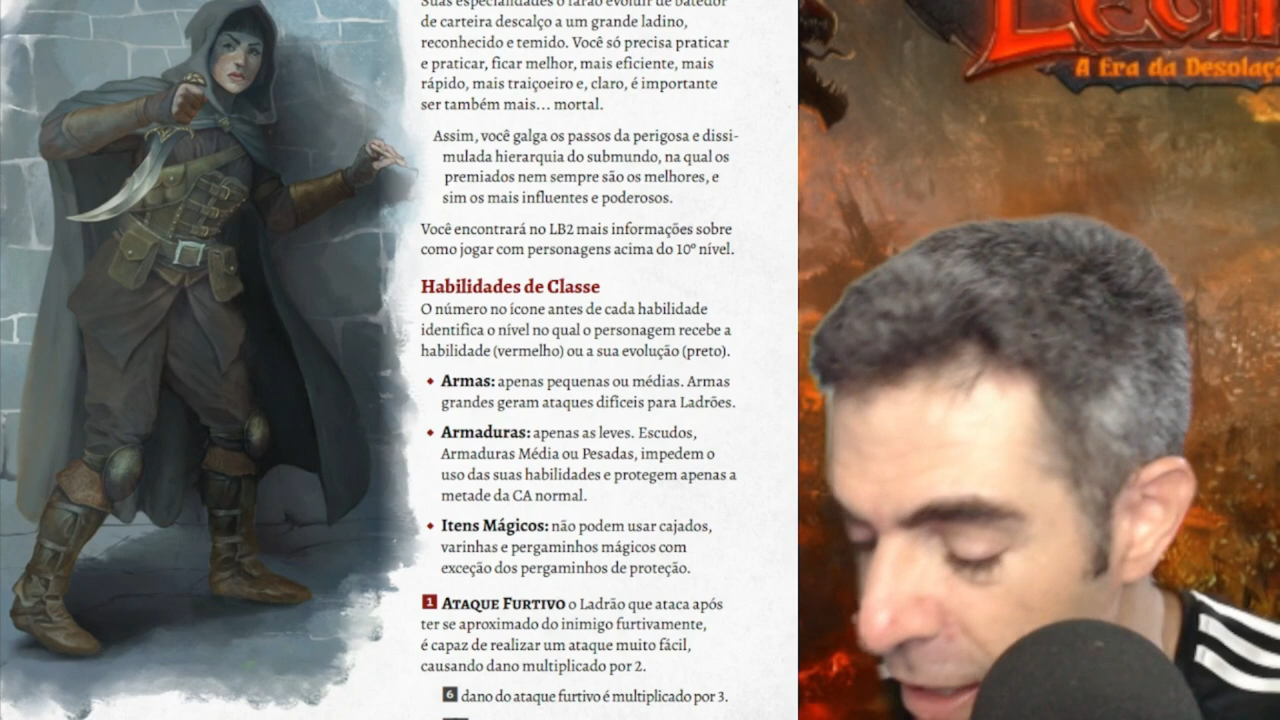 Suas especialidades o farão evoluir de batedor
de carteira descalço a um grande ladino,
reconhecido e temido. Você só precisa praticar
e praticar, ficar melhor, mais eficiente, mais
rápido, mais traiçoeiro e, claro, é importante
ser também mais... mortal.
Assim, você galga os passos da perigosa e dissi-
mulada hierarquia do submundo, na qual os
premiados nem sempre são os melhores, e
sim os mais influentes e poderosos.
Você encontrará no LB2 mais informações sobre
como jogar com personagens acima do 10º nível.
Habilidades de Classe
O número no ícone antes de cada habilidade
identifica o nível no qual o personagem recebe a
habilidade (vermelho) ou a sua evolução (preto).
Armas: apenas pequenas ou médias. Armas
grandes geram ataques difíceis para Ladrões.
Armaduras: apenas as leves. Escudos,
Armaduras Média ou Pesadas, impedem o
uso das suas habilidades e protegem apenas a
metade da CA normal.
Itens Mágicos: não podem usar cajados,
varinhas e pergaminhos mágicos com
exceção dos pergaminhos de proteção.
1 ATAQUE FURTIVO o Ladrão que ataca após
ter se aproximado do inimigo furtivamente,
é capaz de realizar um ataque muito fácil,
causando dano multiplicado por 2.
6 dano do ataque furtivo é multiplicado por 3.
A Era da